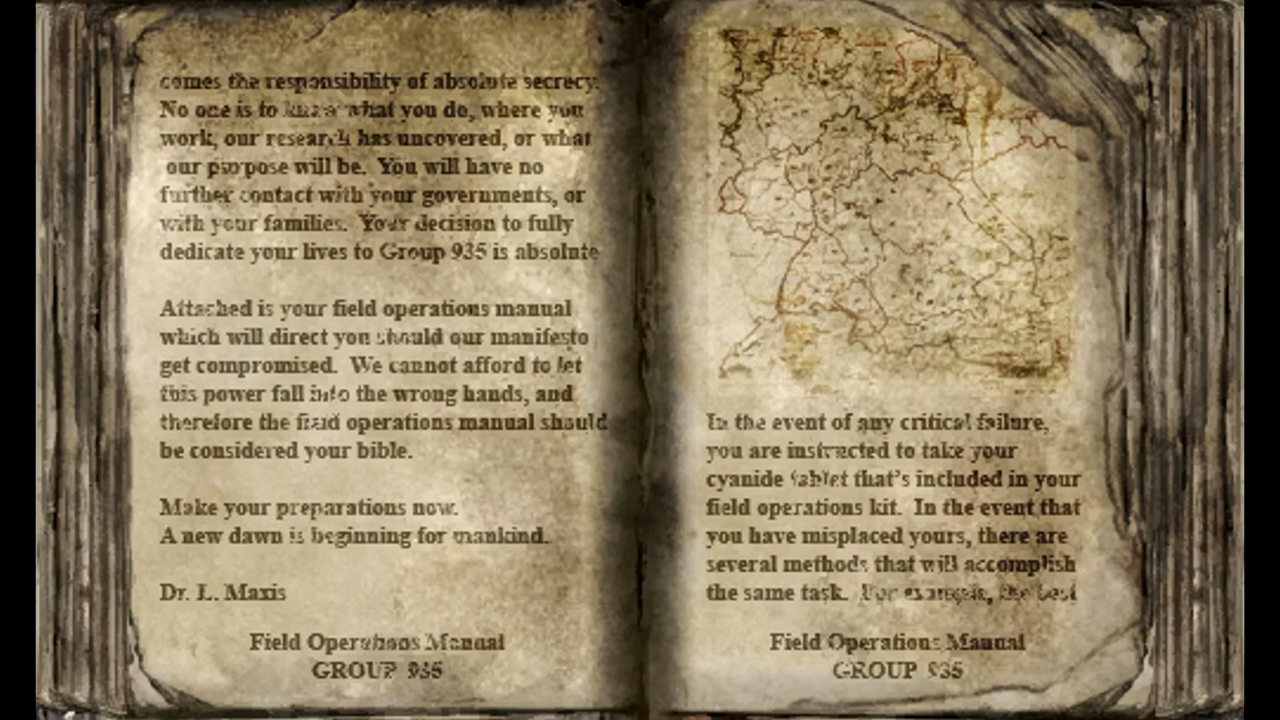 comes the responsibility of absolute secrecy.
No one is to know what you do, where you
work, our research has uncovered, or what
our purpose will be. You will have no
further contact with your governments, or
with your families. Your decision to fully
dedicate your lives to Group 935 is absolute
Attached is your field operations manual
which will direct you should our manifesto
get compromised. We cannot afford to let
this power fall into the wrong hands, and
therefore the field operations manual should
be considered your bible.
Make your preparations now.
A new dawn is beginning for mankind.
Dr. L. Maxis
Field Operations Manual
GROUP 935
In the event of any critical failure,
you are instructed to take your
cyanide tablet that's included in your
field operations kit. In the event that
you have misplaced yours, there are
several methods that will accomplish
the same task. For example, the best
Field Operations Manual
GROUP 935